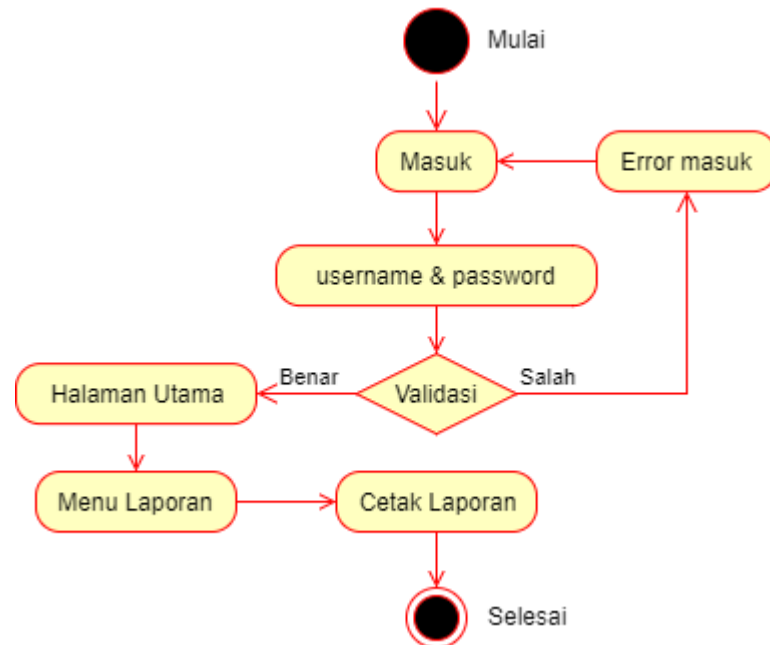 Mulai
Masuk
Error masuk
username & password
Benar
Salah
Halaman Utama
Validasi
Menu Laporan
Cetak Laporan
Selesai